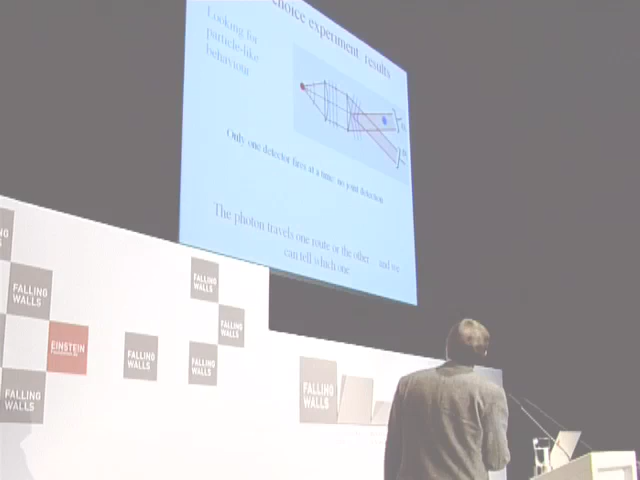 choice experiment results
Looking for
particle-like
behaviour
Only one detector fires at a time: no joint detection
The photon travels one route or the other and we
can tell which one
FALLING
WALLS
FALLING
WALLS
FALLING
WALLS
EINSTEIN
FALLING
WALLS
FALLING
WALLS
FALLING
WALLS
FALLING
WALLS